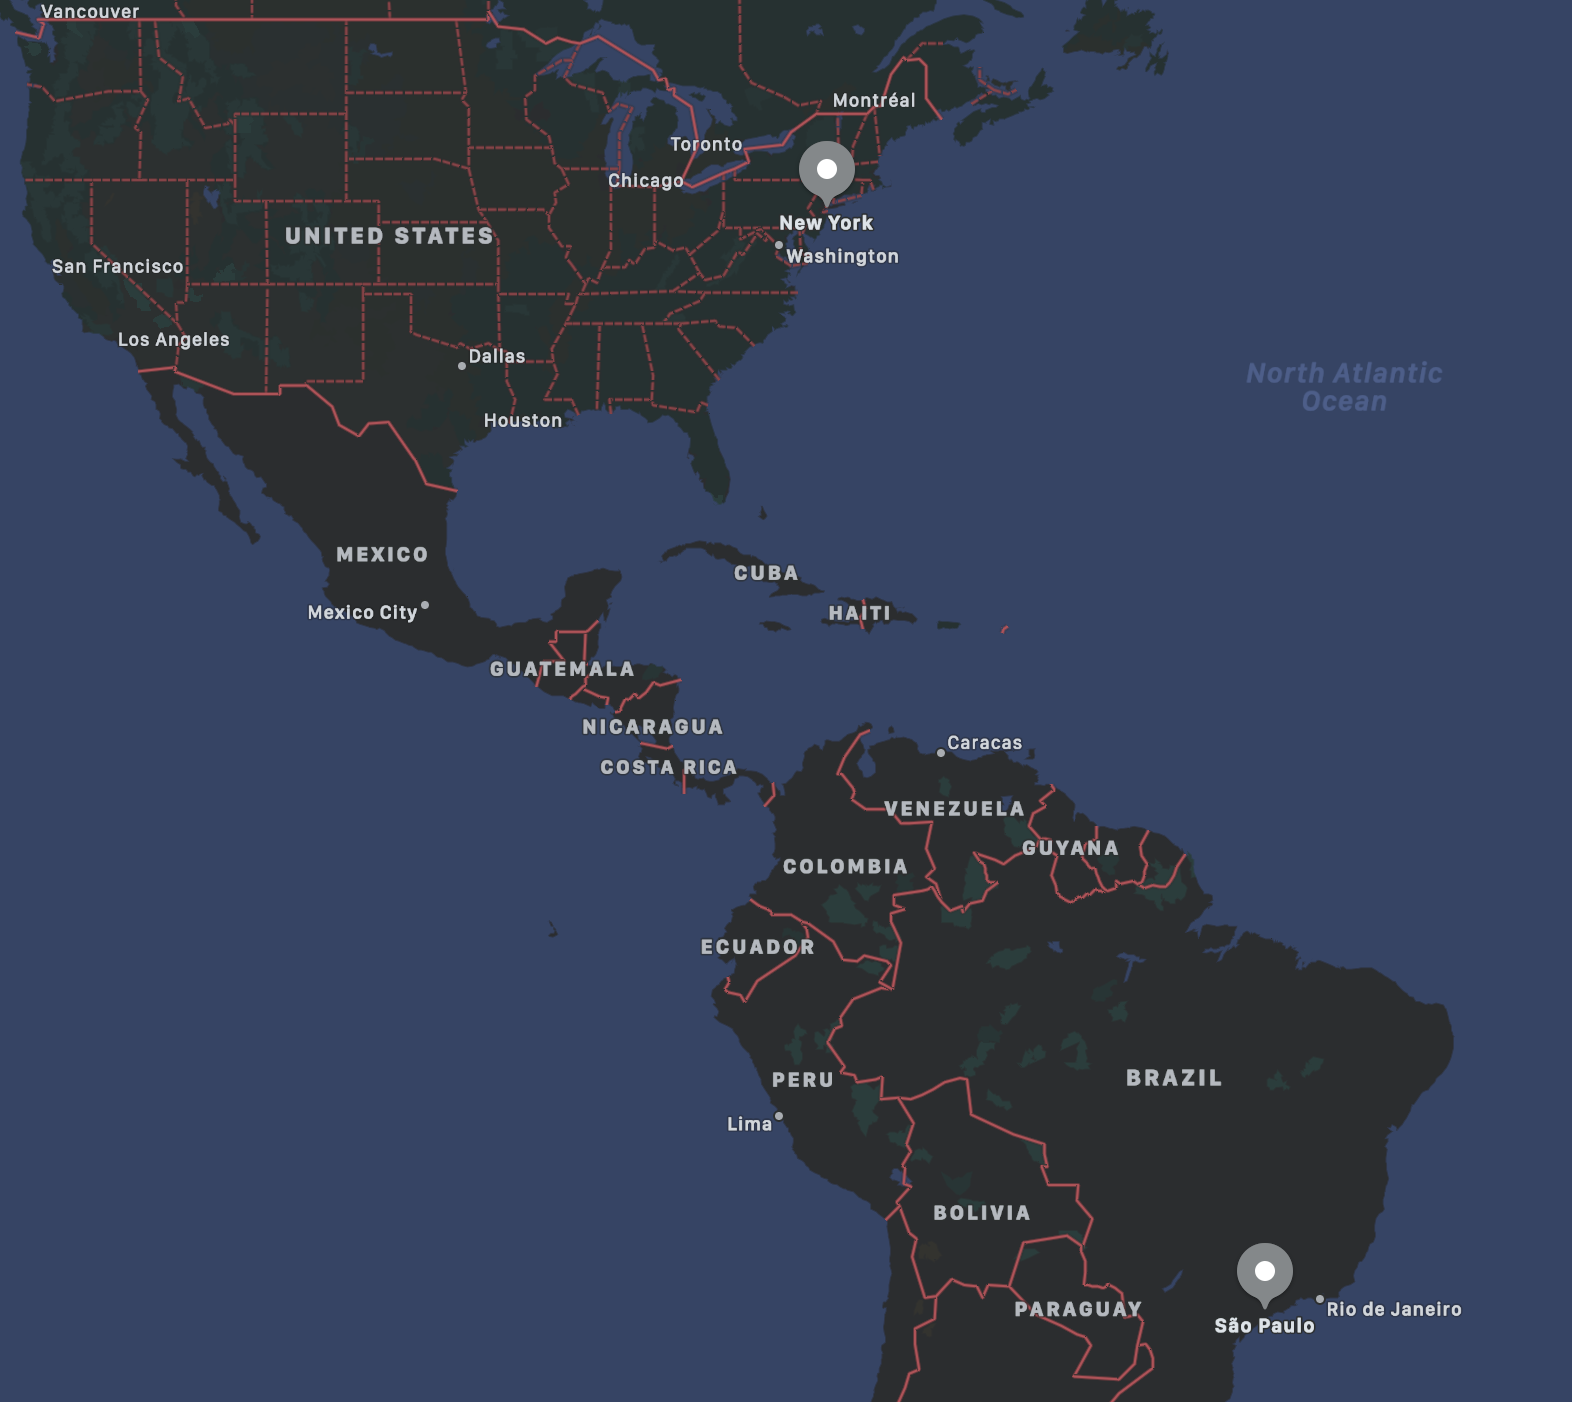 Vancouver
Montréal
Toronto
Chicago
New York
UNITED STATES
Washington
San Francisco
Los Angeles
Dallas
North Atlantic
Ocean
Houston
MEXICO
CUBA
Mexico City
HAITI
GUATEMALA
NICARAGUA
Caracas
COSTA RICA
VENEZUELA
GUYANA
COLOMBIA
ECUADOR
BRAZIL
PERU
Lima
BOLIVIA
PARAGUAY
Rio de Janeiro
São Paulo